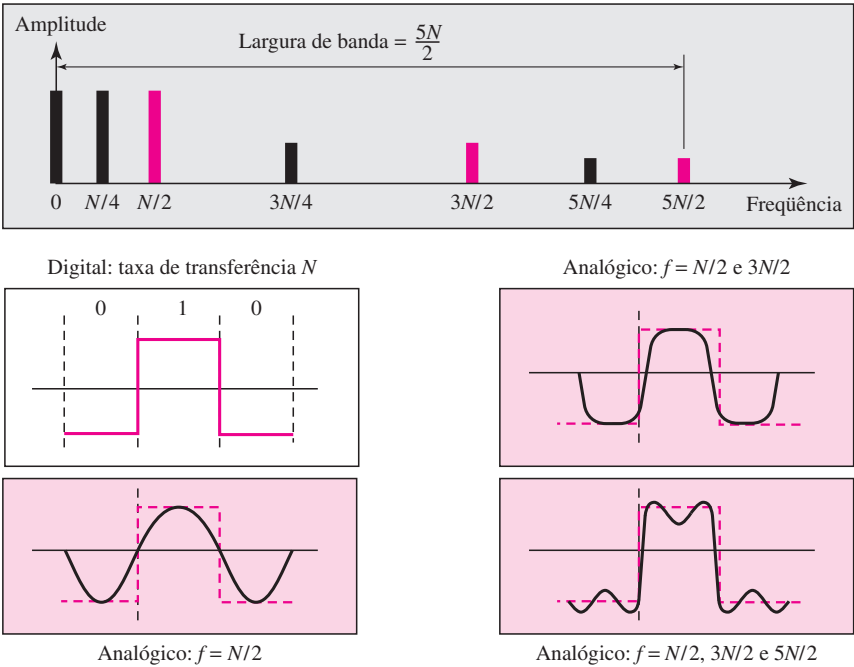 Amplitude
Largura de banda = 5N/2
0 N/4 N/2 3N/4 3N/2 5N/4 5N/2 Freqüência
Digital: taxa de transferência N
0 1 0
Analógico: f = N/2 e 3N/2
Analógico: f = N/2
Analógico: f = N/2, 3N/2 e 5N/2